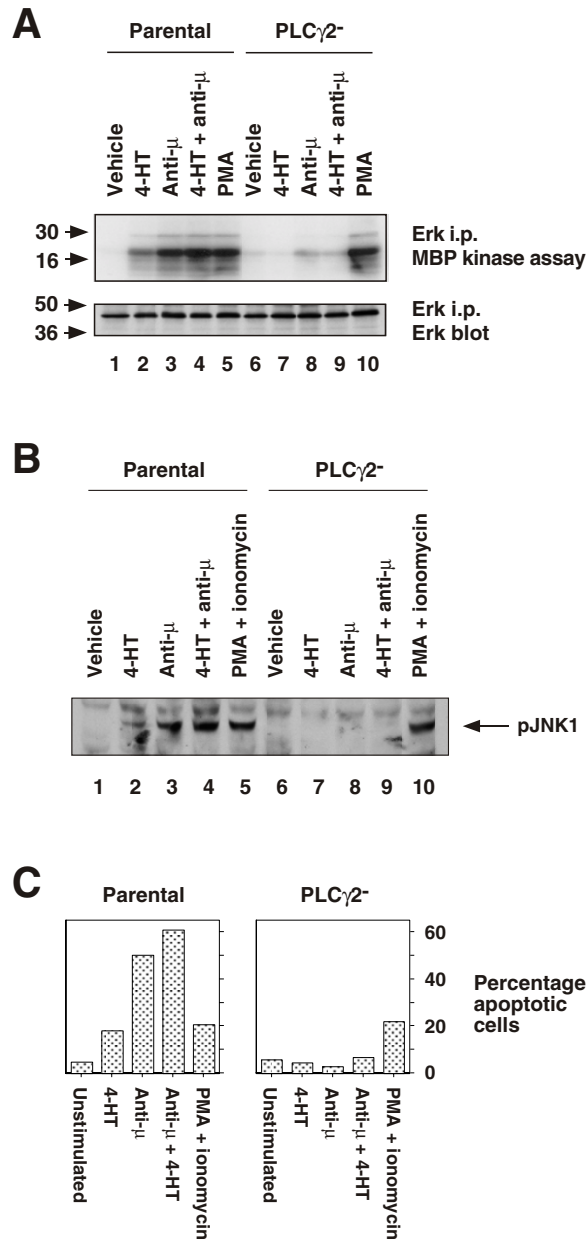 A
Parental PLCγ2-
Vehicle
4-HT
Anti-μ
4-HT + anti-μ
PMA
Vehicle
4-HT
Anti-μ
4-HT + anti-μ
PMA
30
16
Erk i.p.
MBP kinase assay
50
36
Erk i.p.
Erk blot
1 2 3 4 5 6 7 8 9 10
B
Parental PLCγ2-
Vehicle
4-HT
Anti-μ
4-HT + anti-μ
PMA + ionomycin
Vehicle
4-HT
Anti-μ
4-HT + anti-μ
PMA + ionomycin
pJNK1
1 2 3 4 5 6 7 8 9 10
C
Parental PLCγ2-
60
40
20
0
Percentage
apoptotic
cells
Unstimulated
4-HT
Anti-μ
Anti-μ + 4-HT
PMA + ionomycin
Unstimulated
4-HT
Anti-μ
Anti-μ + 4-HT
PMA + ionomycin